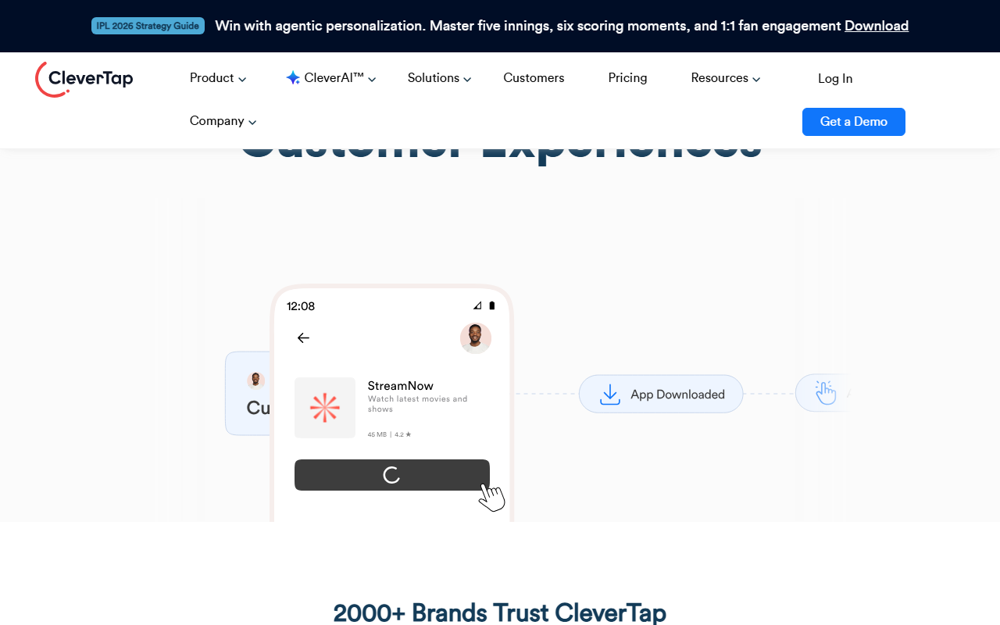 IPL 2026 Strategy Guide Win with agentic personalization. Master five innings, six scoring moments, and 1:1 fan engagement Download
CleverTap Product CleverAI™ Solutions Customers Pricing Resources Log In
Company Get a Demo
Customer Experiences
12:08
StreamNow
Watch latest movies and
shows
45 MB | 4.2 ★
Cu
App Downloaded
2000+ Brands Trust CleverTap